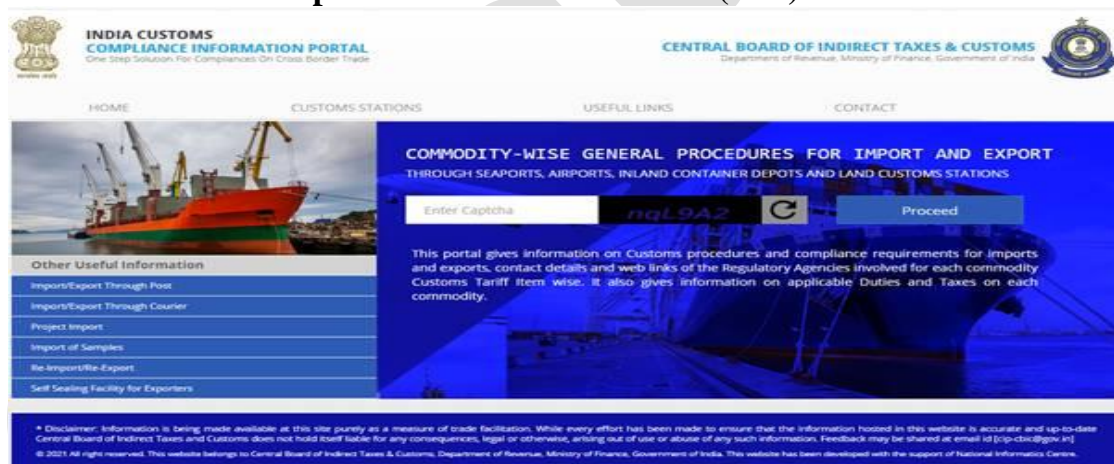 INDIA CUSTOMS
COMPLIANCE INFORMATION PORTAL
One Step Solution For Compliances On Cross Border Trade
CENTRAL BOARD OF INDIRECT TAXES & CUSTOMS
Department of Revenue, Ministry of Finance, Government of India
HOME CUSTOMS STATIONS USEFUL LINKS CONTACT
COMMODITY-WISE GENERAL PROCEDURES FOR IMPORT AND EXPORT
THROUGH SEAPORTS, AIRPORTS, INLAND CONTAINER DEPOTS AND LAND CUSTOMS STATIONS
Enter Captcha nqL9A2 Proceed
This portal gives information on Customs procedures and compliance requirements for imports
and exports, contact details and web links of the Regulatory Agencies involved for each commodity
Customs Tariff Item wise. It also gives information on applicable Duties and Taxes on each
commodity.
Other Useful Information
Import/Export Through Post
Import/Export Through Courier
Project Import
Import of Samples
Re-Import/Re-Export
Self Sealing Facility for Exporters
* Disclaimer: Information is being made available at this site purely as a measure of trade facilitation. While every effort has been made to ensure that the information hosted in this website is accurate and up-to-date
Central Board of Indirect Taxes and Customs does not hold itself liable for any consequences, legal or otherwise, arising out of use or abuse of any such information. Feedback may be shared at email id [cip-cbic@gov.in]
© 2021 All right reserved. This website belongs to Central Board of Indirect Taxes & Customs, Department of Revenue, Ministry of Finance, Government of India. This website has been developed with the support of National Informatics Centre.